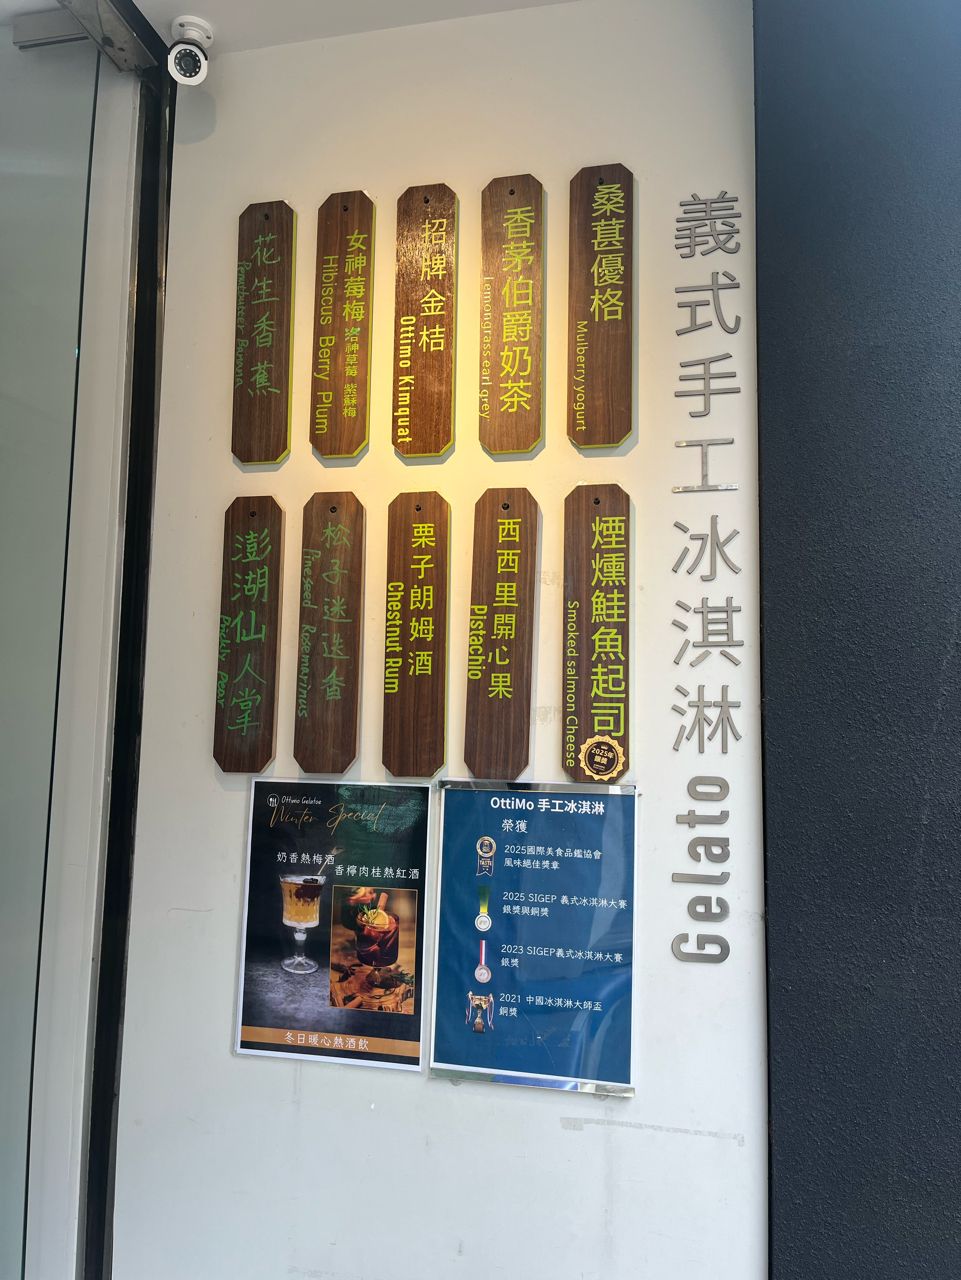 義式手工冰淇淋 Gelato
桑葚優格
Mulberry yogurt
香茅伯爵奶茶
Lemongrass earl grey
招牌金桔
Ottimo Kimquat
女神莓梅 洛神草莓 紫蘇梅
Hibiscus Berry Plum
花生香蕉
Banana
煙燻鮭魚起司
Smoked salmon Cheese
2025年
銀獎
西西里開心果
Pistachio
栗子朗姆酒
Chestnut Rum
松子迷迭香
Pineseed Rosemarinus
澎湖仙人掌
Ottimo Gelatoe
Winter Special
奶香熱梅酒
香檸肉桂熱紅酒
冬日暖心熱酒飲
OttiMo 手工冰淇淋
榮獲
2025國際美食品鑑協會
風味絕佳獎章
2025 SIGEP 義式冰淇淋大賽
銀獎與銅獎
2023 SIGEP義式冰淇淋大賽
銀獎
2021 中國冰淇淋大師盃
銅獎